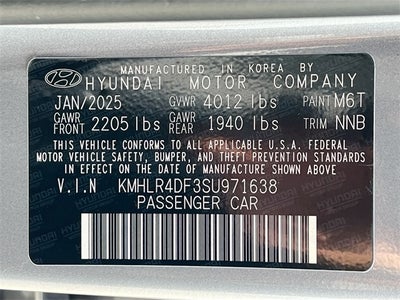 MANUFACTURED IN KOREA BY
HYUNDAI MOTOR COMPANY
JAN/2025 GVWR 4012 lbs PAINT M6T
GAWR FRONT 2205 lbs GAWR REAR 1940 lbs TRIM NNB
THIS VEHICLE CONFORMS TO ALL APPLICABLE U.S.A. FEDERAL
MOTOR VEHICLE SAFETY, BUMPER, AND THEFT PREVENTION
STANDARDS IN EFFECT ON THE DATE OF MANUFACTURE SHOWN ABOVE.
V.I.N KMHLR4DF3SU971638
PASSENGER CAR